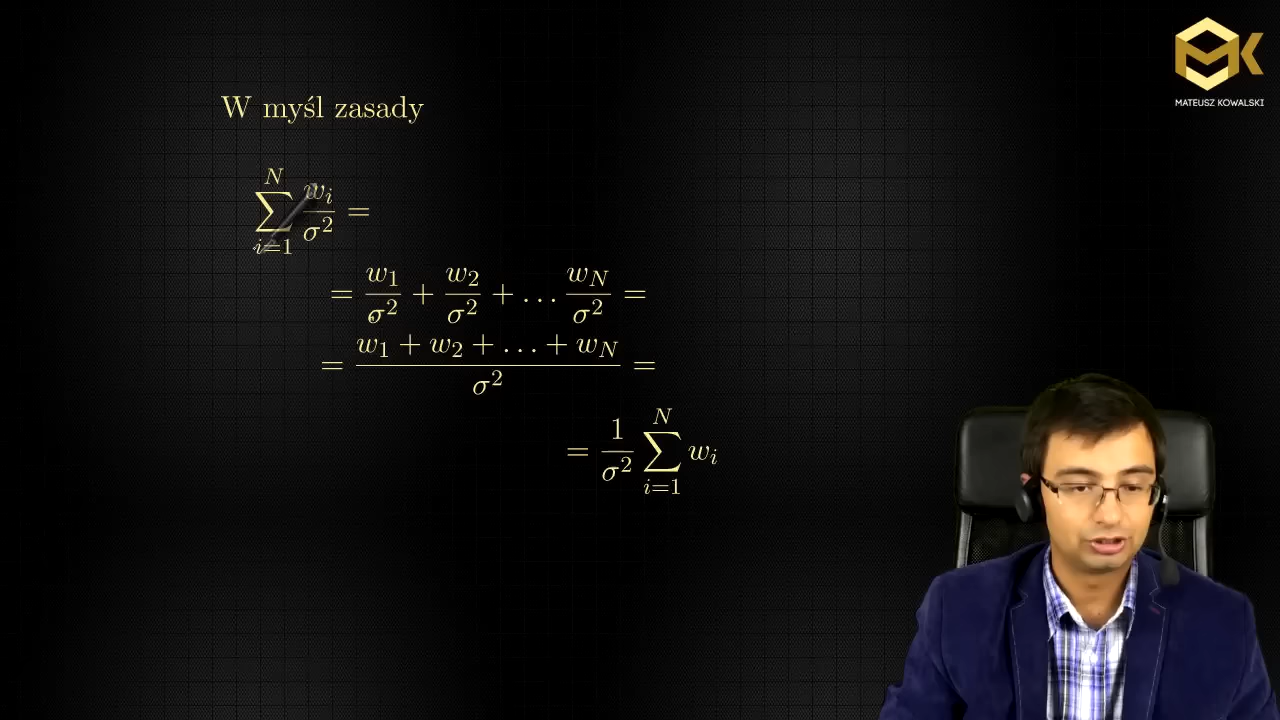 W myśl zasady
\sum_{i=1}^{N} \frac{w_i}{\sigma^2} =
= \frac{w_1}{\sigma^2} + \frac{w_2}{\sigma^2} + \ldots \frac{w_N}{\sigma^2} =
= \frac{w_1 + w_2 + \ldots + w_N}{\sigma^2} =
= \frac{1}{\sigma^2} \sum_{i=1}^{N} w_i
MK
MATEUSZ KOWALSKI